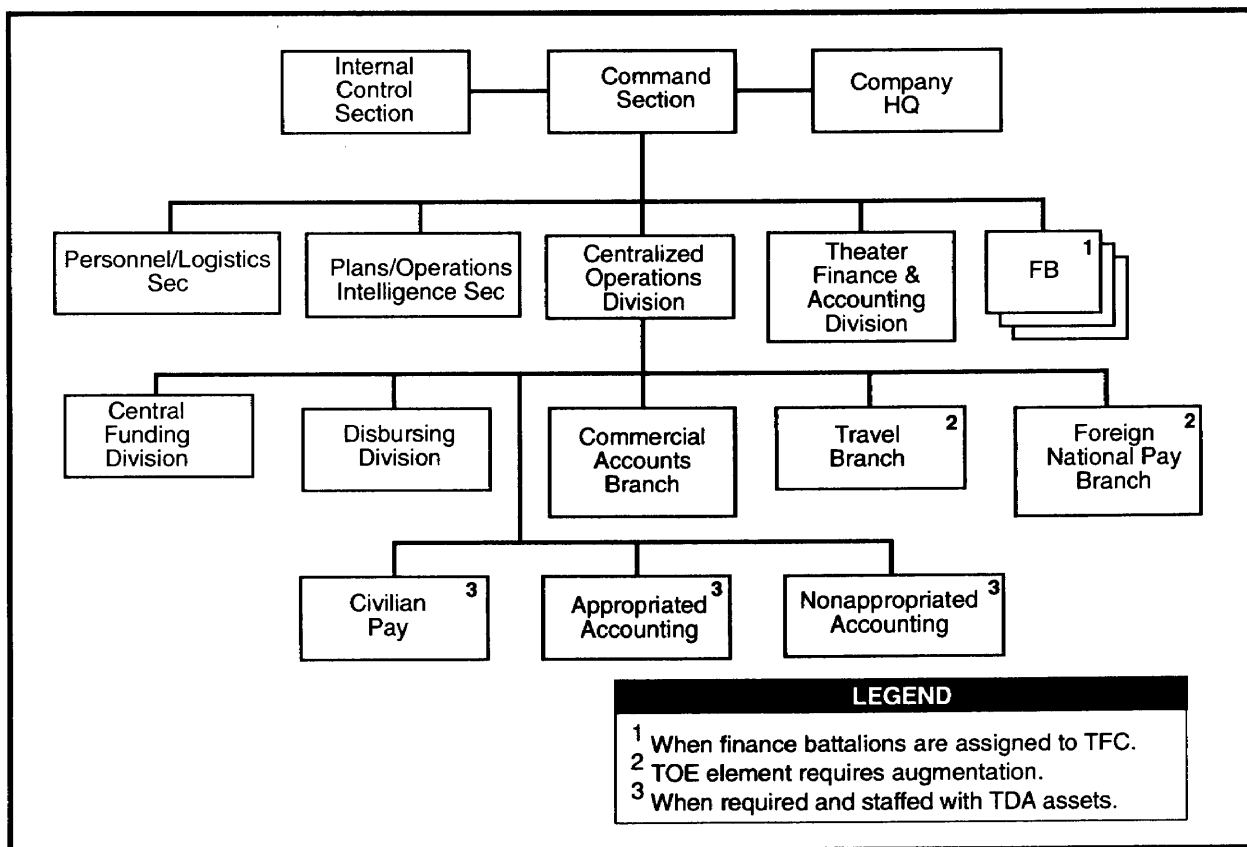 Internal
Control
Section
Command
Section
Company
HQ
Personnel/Logistics
Sec
Plans/Operations
Intelligence Sec
Centralized
Operations
Division
Theater
Finance &
Accounting
Division
FB 1
Central
Funding
Division
Disbursing
Division
Commercial
Accounts
Branch
Travel 2
Branch
Foreign 2
National Pay
Branch
Civilian 3
Pay
Appropriated 3
Accounting
Nonappropriated 3
Accounting
LEGEND
1 When finance battalions are assigned to TFC.
2 TOE element requires augmentation.
3 When required and staffed with TDA assets.